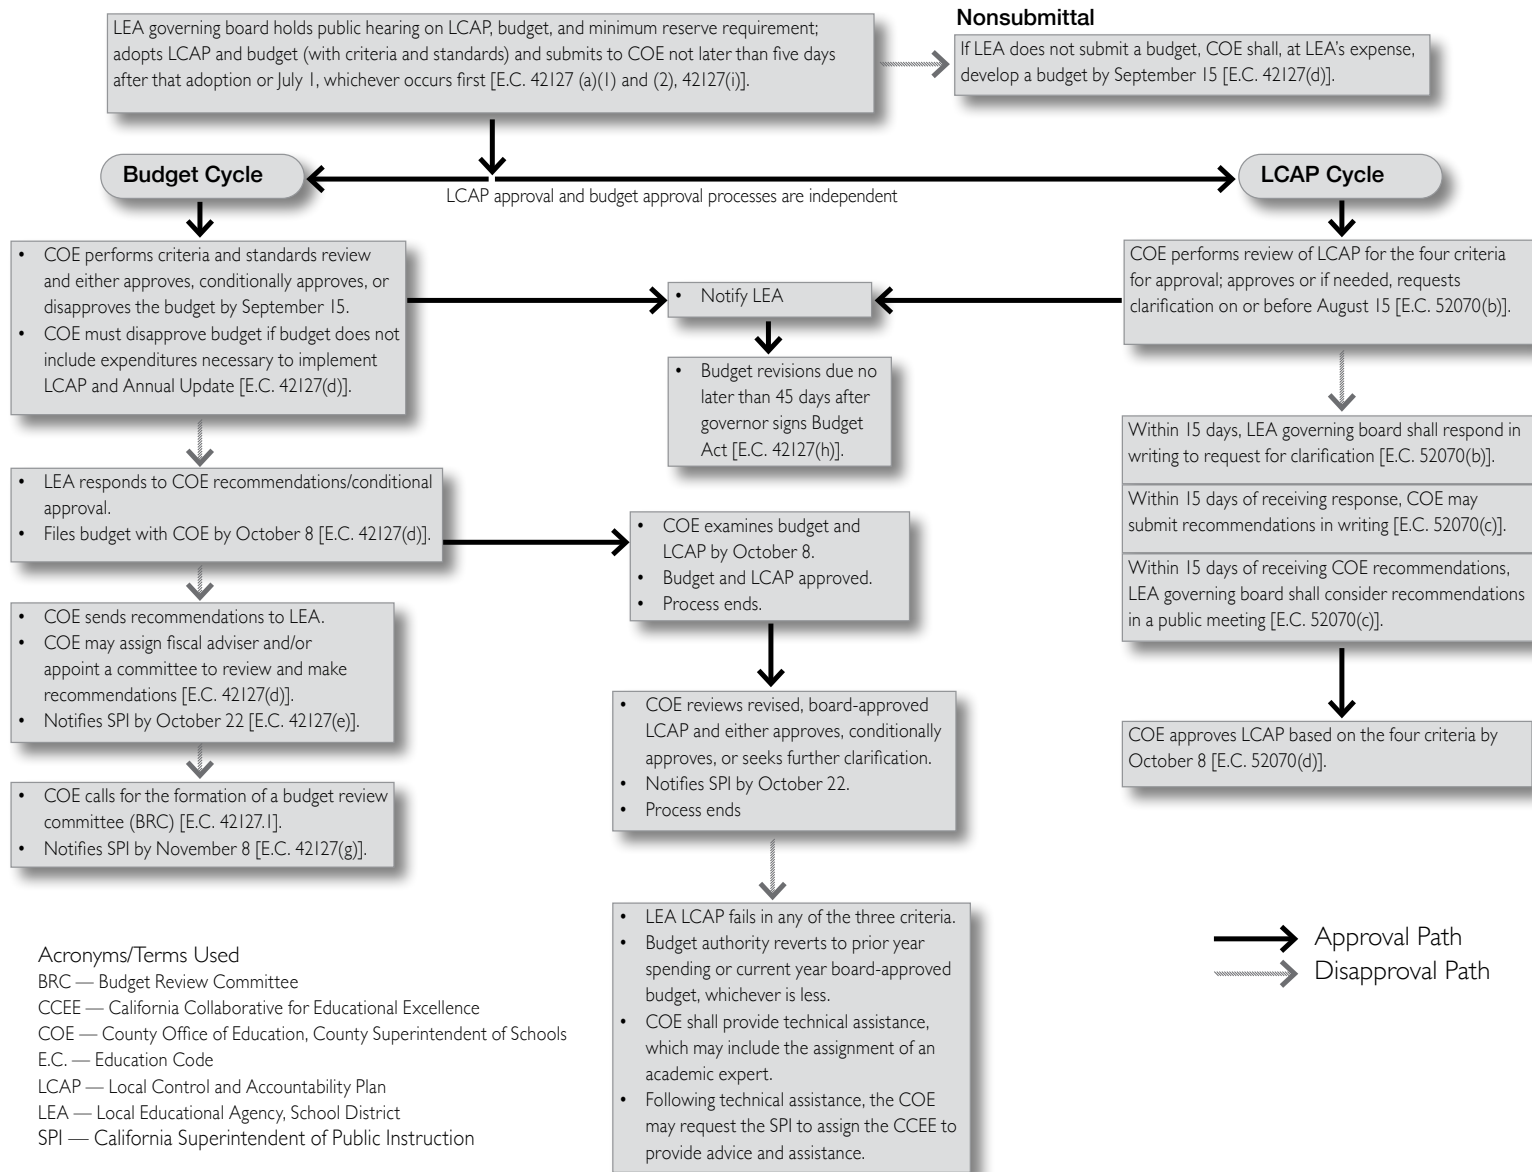 LEA governing board holds public hearing on LCAP, budget, and minimum reserve requirement;
adopts LCAP and budget (with criteria and standards) and submits to COE not later than five days
after that adoption or July 1, whichever occurs first [E.C. 42127 (a)(1) and (2), 42127(i)].
Nonsubmittal
If LEA does not submit a budget, COE shall, at LEA's expense,
develop a budget by September 15 [E.C. 42127(d)].
Budget Cycle
LCAP approval and budget approval processes are independent
LCAP Cycle
• COE performs criteria and standards review
and either approves, conditionally approves, or
disapproves the budget by September 15.
• COE must disapprove budget if budget does not
include expenditures necessary to implement
LCAP and Annual Update [E.C. 42127(d)].
• Notify LEA
COE performs review of LCAP for the four criteria
for approval; approves or if needed, requests
clarification on or before August 15 [E.C. 52070(b)].
• Budget revisions due no
later than 45 days after
governor signs Budget
Act [E.C. 42127(h)].
• LEA responds to COE recommendations/conditional
approval.
• Files budget with COE by October 8 [E.C. 42127(d)].
Within 15 days, LEA governing board shall respond in
writing to request for clarification [E.C. 52070(b)].
Within 15 days of receiving response, COE may
submit recommendations in writing [E.C. 52070(c)].
Within 15 days of receiving COE recommendations,
LEA governing board shall consider recommendations
in a public meeting [E.C. 52070(c)].
• COE examines budget and
LCAP by October 8.
• Budget and LCAP approved.
• Process ends.
• COE sends recommendations to LEA.
• COE may assign fiscal adviser and/or
appoint a committee to review and make
recommendations [E.C. 42127(d)].
• Notifies SPI by October 22 [E.C. 42127(e)].
• COE reviews revised, board-approved
LCAP and either approves, conditionally
approves, or seeks further clarification.
• Notifies SPI by October 22.
• Process ends
COE approves LCAP based on the four criteria by
October 8 [E.C. 52070(d)].
• COE calls for the formation of a budget review
committee (BRC) [E.C. 42127.1].
• Notifies SPI by November 8 [E.C. 42127(g)].
• LEA LCAP fails in any of the three criteria.
• Budget authority reverts to prior year
spending or current year board-approved
budget, whichever is less.
• COE shall provide technical assistance,
which may include the assignment of an
academic expert.
• Following technical assistance, the COE
may request the SPI to assign the CCEE to
provide advice and assistance.
Approval Path
Disapproval Path
Acronyms/Terms Used
BRC — Budget Review Committee
CCEE — California Collaborative for Educational Excellence
COE — County Office of Education, County Superintendent of Schools
E.C. — Education Code
LCAP — Local Control and Accountability Plan
LEA — Local Educational Agency, School District
SPI — California Superintendent of Public Instruction